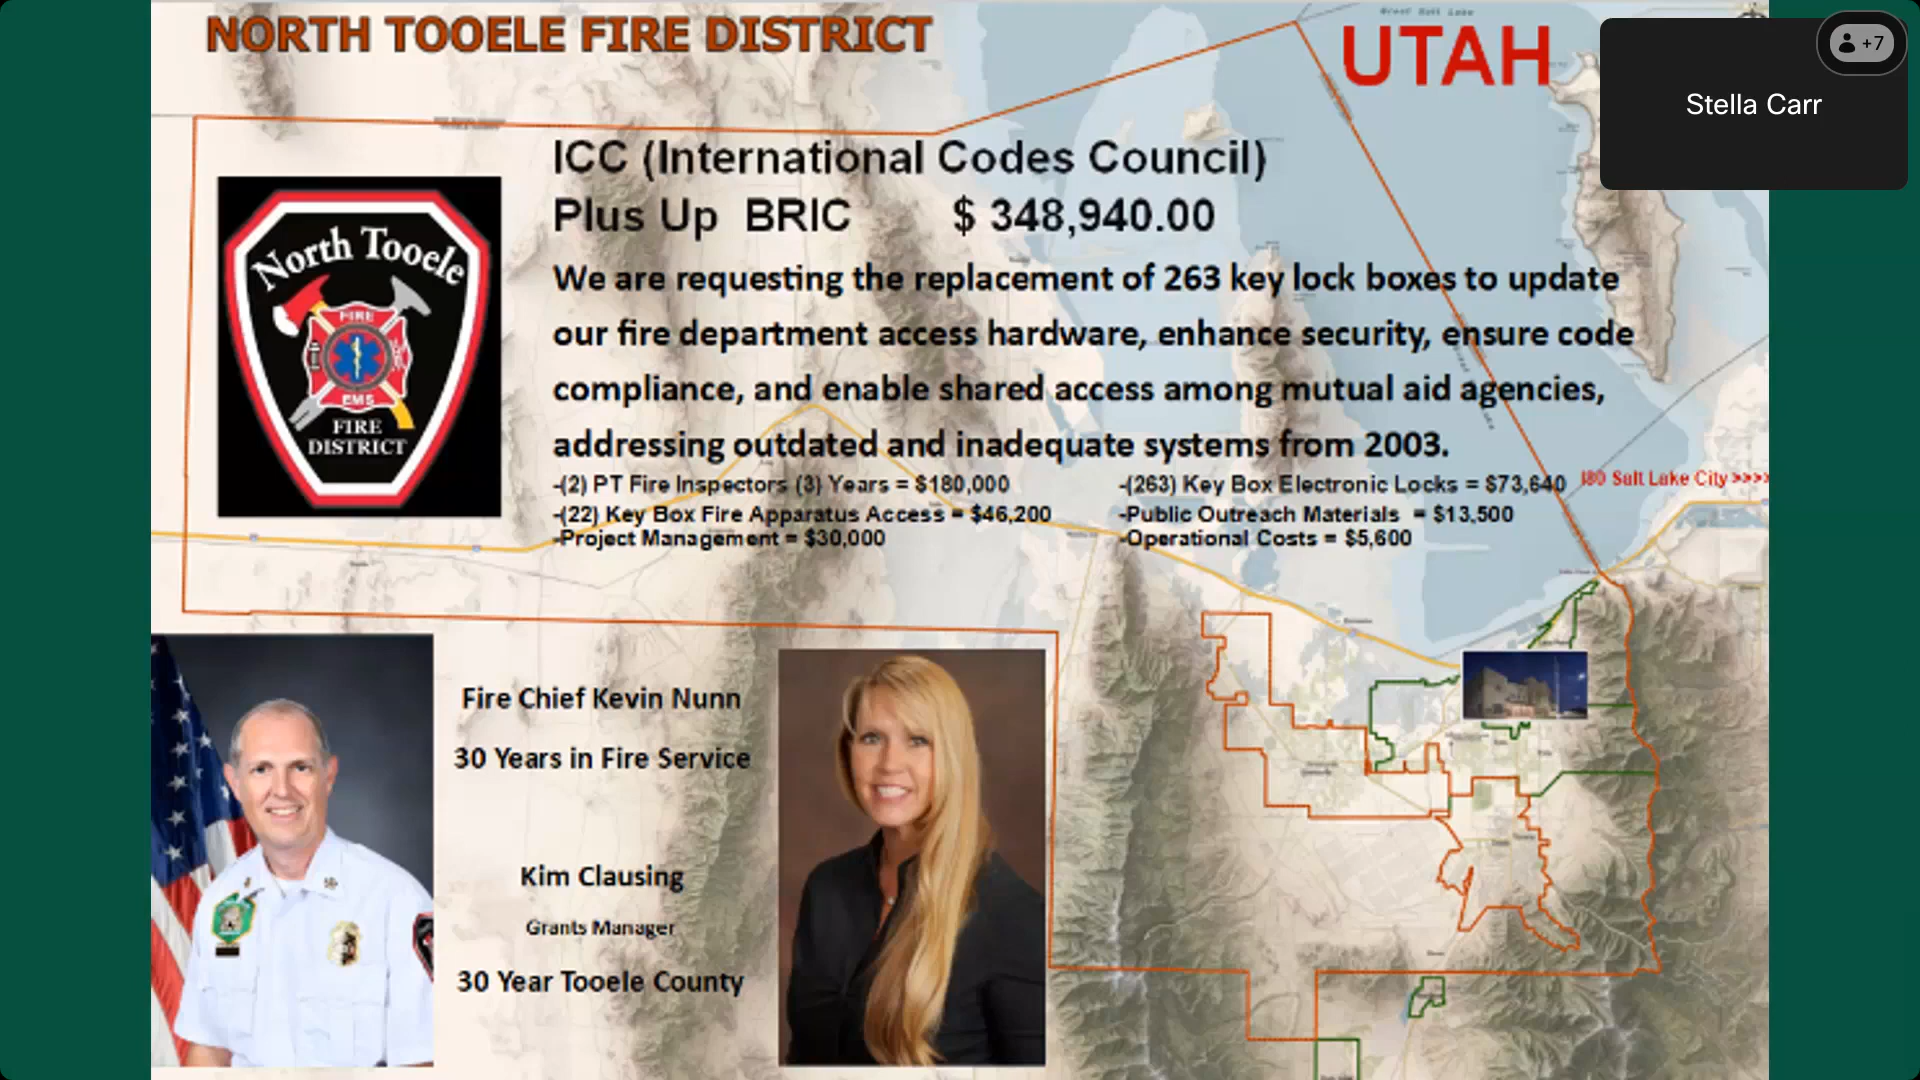 NORTH TOOELE FIRE DISTRICT
UTAH
Great Salt Lake
+7
Stella Carr
ICC (International Codes Council)
Plus Up BRIC $ 348,940.00
North Tooele
FIRE
EMS
FIRE
DISTRICT
We are requesting the replacement of 263 key lock boxes to update
our fire department access hardware, enhance security, ensure code
compliance, and enable shared access among mutual aid agencies,
addressing outdated and inadequate systems from 2003.
-(2) PT Fire Inspectors (3) Years = $180,000
-(263) Key Box Electronic Locks = $73,640
I80 Salt Lake City >>>>
-(22) Key Box Fire Apparatus Access = $46,200
-Public Outreach Materials = $13,500
-Project Management = $30,000
-Operational Costs = $5,600
Fire Chief Kevin Nunn
30 Years in Fire Service
Kim Clausing
Grants Manager
30 Year Tooele County